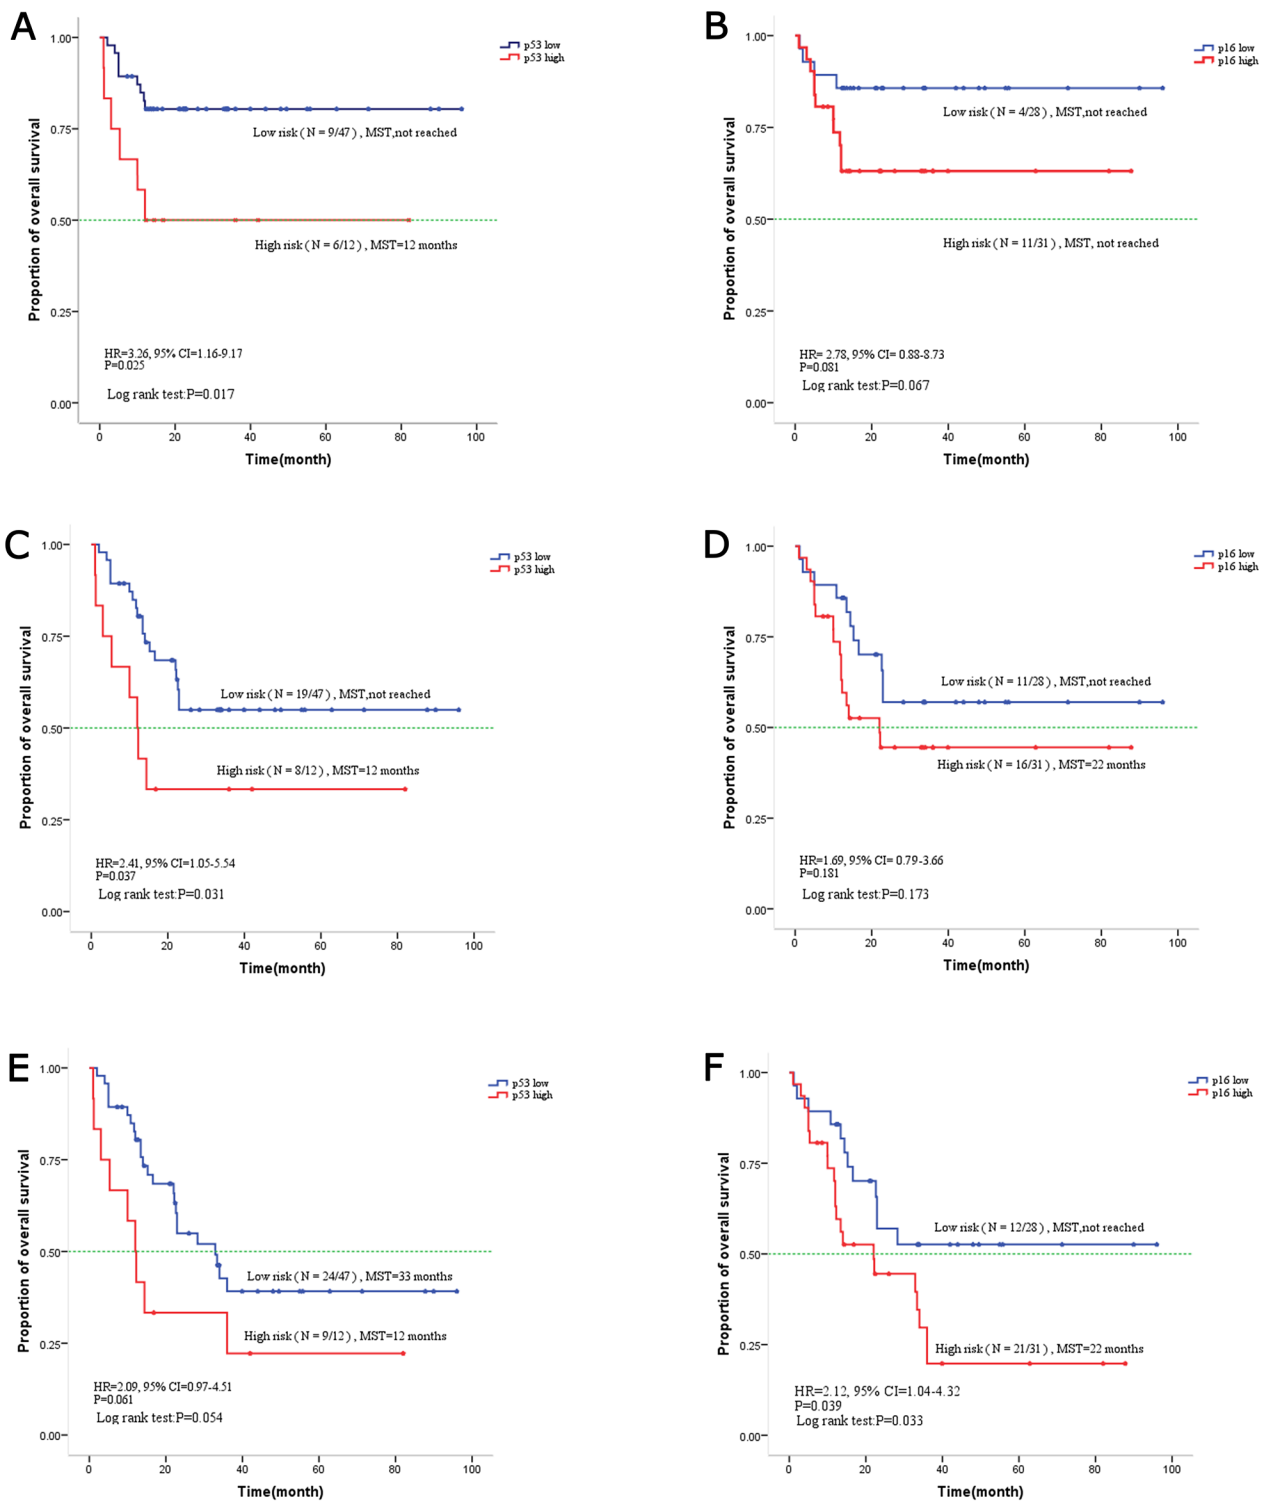 A
p53 low
p53 high
1.00
0.75
0.50
0.25
0.00
Proportion of overall survival
Low risk ( N = 9/47) , MST,not reached
High risk ( N = 6/12) , MST=12 months
HR=3.26, 95% CI=1.16-9.17
P=0.025
Log rank test:P=0.017
0 20 40 60 80 100
Time(month)
B
p16 low
p16 high
1.00
0.75
0.50
0.25
0.00
Proportion of overall survival
Low risk ( N = 4/28) , MST,not reached
High risk ( N = 11/31) , MST, not reached
HR= 2.78, 95% CI= 0.88-8.73
P=0.081
Log rank test:P=0.067
0 20 40 60 80 100
Time(month)
C
p53 low
p53 high
1.00
0.75
0.50
0.25
0.00
Proportion of overall survival
Low risk ( N = 19/47) , MST,not reached
High risk ( N = 8/12) , MST=12 months
HR=2.41, 95% CI=1.05-5.54
P=0.037
Log rank test:P=0.031
0 20 40 60 80 100
Time(month)
D
p16 low
p16 high
1.00
0.75
0.50
0.25
0.00
Proportion of overall survival
Low risk ( N = 11/28) , MST,not reached
High risk ( N = 16/31) , MST=22 months
HR=1.69, 95% CI= 0.79-3.66
P=0.181
Log rank test:P=0.173
0 20 40 60 80 100
Time(month)
E
p53 low
p53 high
1.00
0.75
0.50
0.25
0.00
Proportion of overall survival
Low risk ( N = 24/47) , MST=33 months
High risk ( N = 9/12) , MST=12 months
HR=2.09, 95% CI=0.97-4.51
P=0.061
Log rank test:P=0.054
0 20 40 60 80 100
Time(month)
F
p16 low
p16 high
1.00
0.75
0.50
0.25
0.00
Proportion of overall survival
Low risk ( N = 12/28) , MST,not reached
High risk ( N = 21/31) , MST=22 months
HR=2.12, 95% CI=1.04-4.32
P=0.039
Log rank test:P=0.033
0 20 40 60 80 100
Time(month)